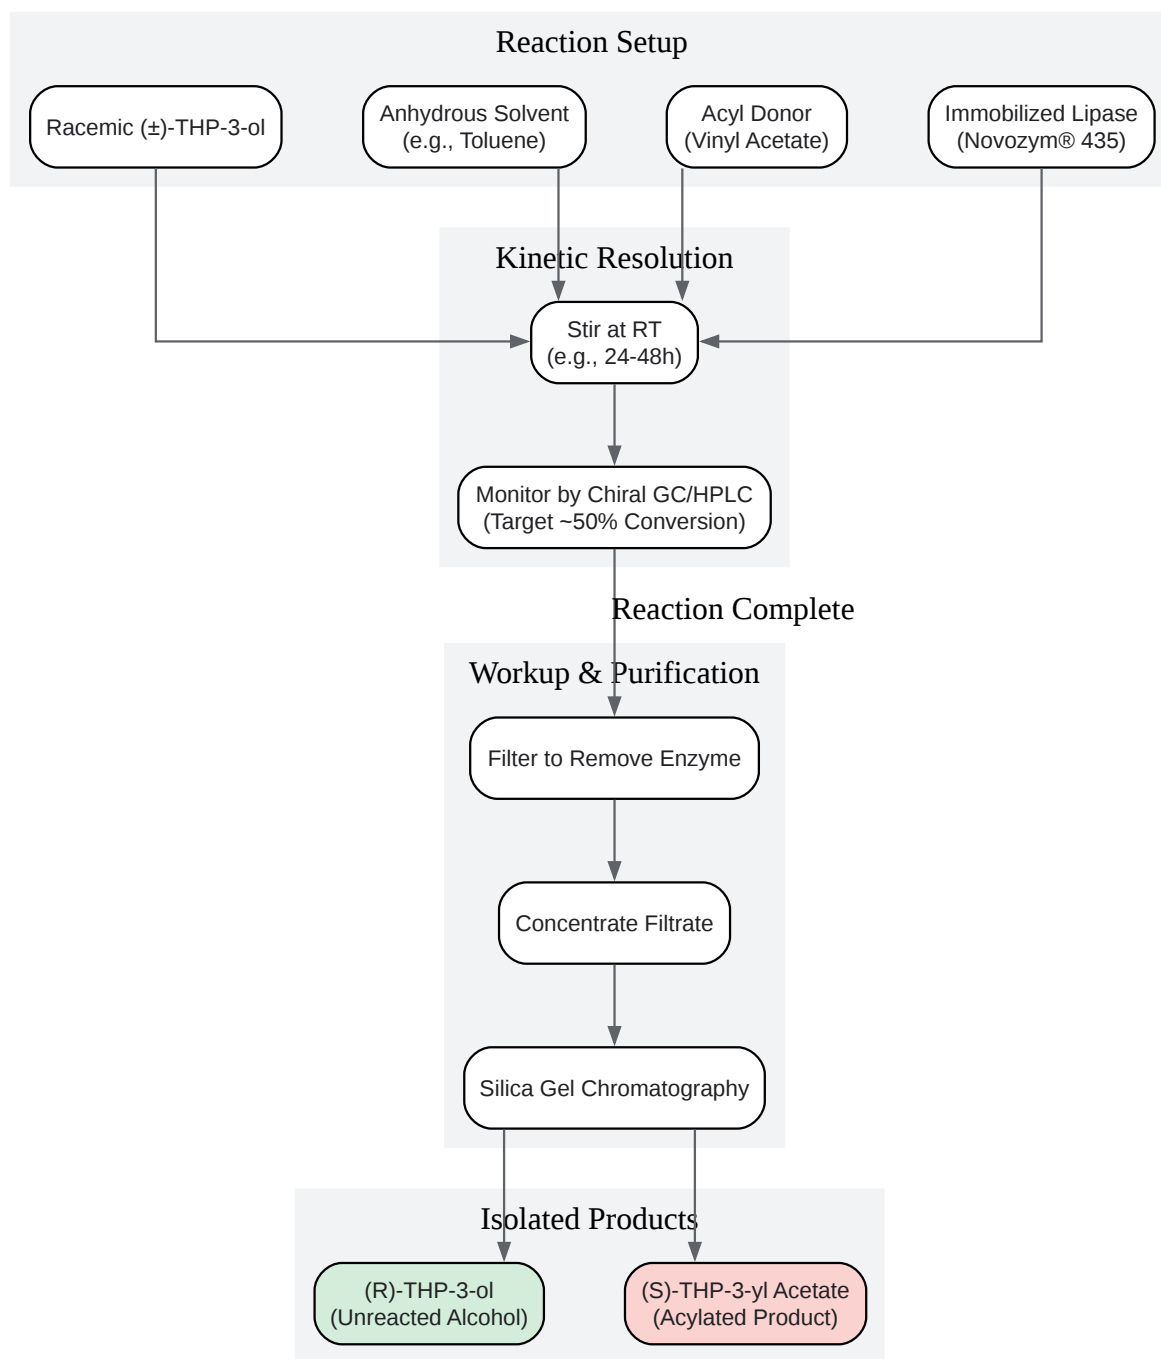 Reaction Setup
Racemic (±)-THP-3-ol
Anhydrous Solvent
(e.g., Toluene)
Acyl Donor
(Vinyl Acetate)
Immobilized Lipase
(Novozym® 435)
Kinetic Resolution
Stir at RT
(e.g., 24-48h)
Monitor by Chiral GC/HPLC
(Target ~50% Conversion)
Reaction Complete
Workup & Purification
Filter to Remove Enzyme
Concentrate Filtrate
Silica Gel Chromatography
Isolated Products
(R)-THP-3-ol
(Unreacted Alcohol)
(S)-THP-3-yl Acetate
(Acylated Product)